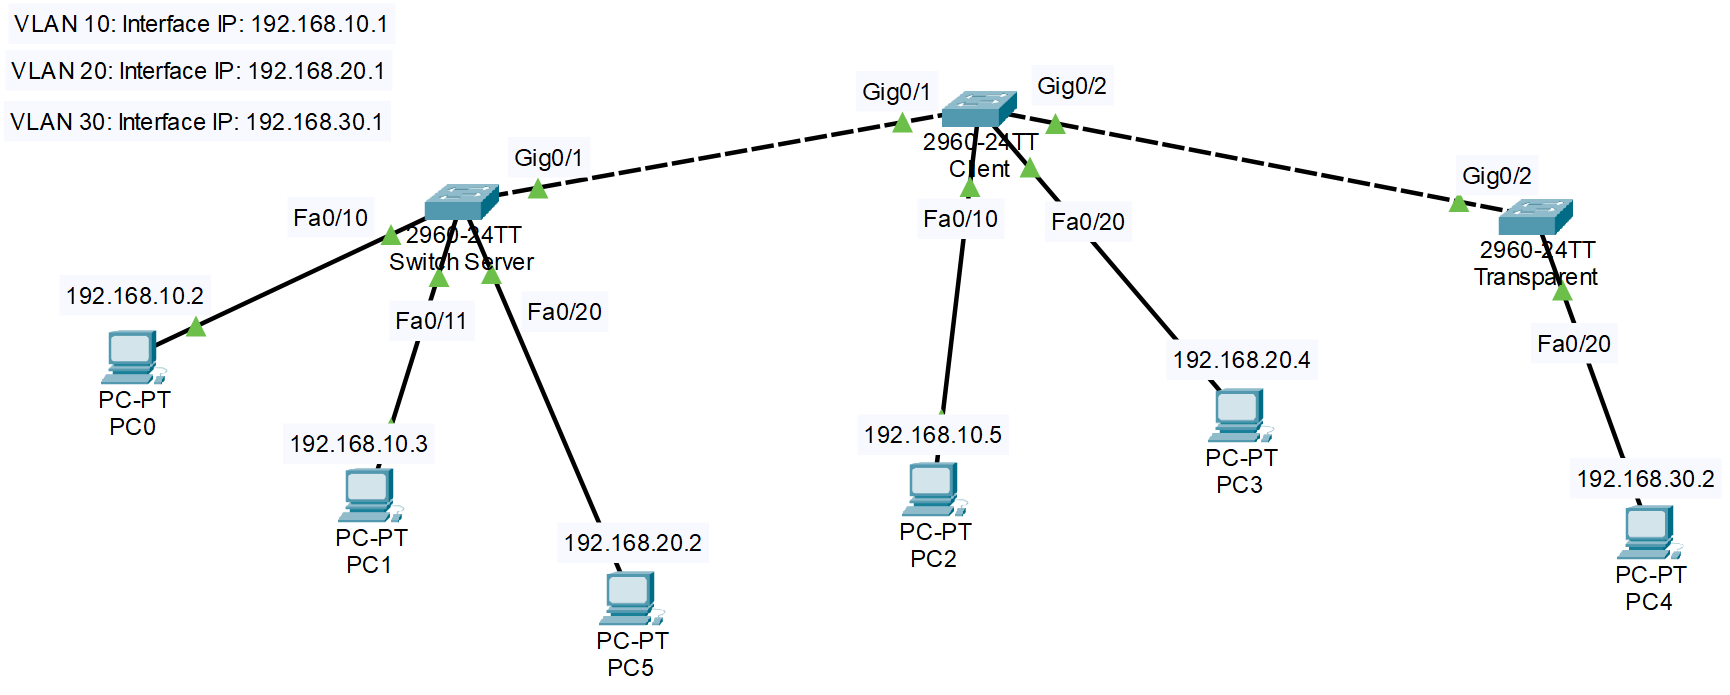 VLAN 10: Interface IP: 192.168.10.1
VLAN 20: Interface IP: 192.168.20.1
VLAN 30: Interface IP: 192.168.30.1
Gig0/1
Gig0/2
2960-24TT
Client
Gig0/1
Gig0/2
Fa0/10
2960-24TT
Switch Server
Fa0/10
Fa0/20
2960-24TT
Transparent
192.168.10.2
Fa0/11
Fa0/20
Fa0/20
192.168.20.4
PC-PT
PC0
192.168.10.3
192.168.10.5
PC-PT
PC3
192.168.30.2
PC-PT
PC1
192.168.20.2
PC-PT
PC2
PC-PT
PC4
PC-PT
PC5